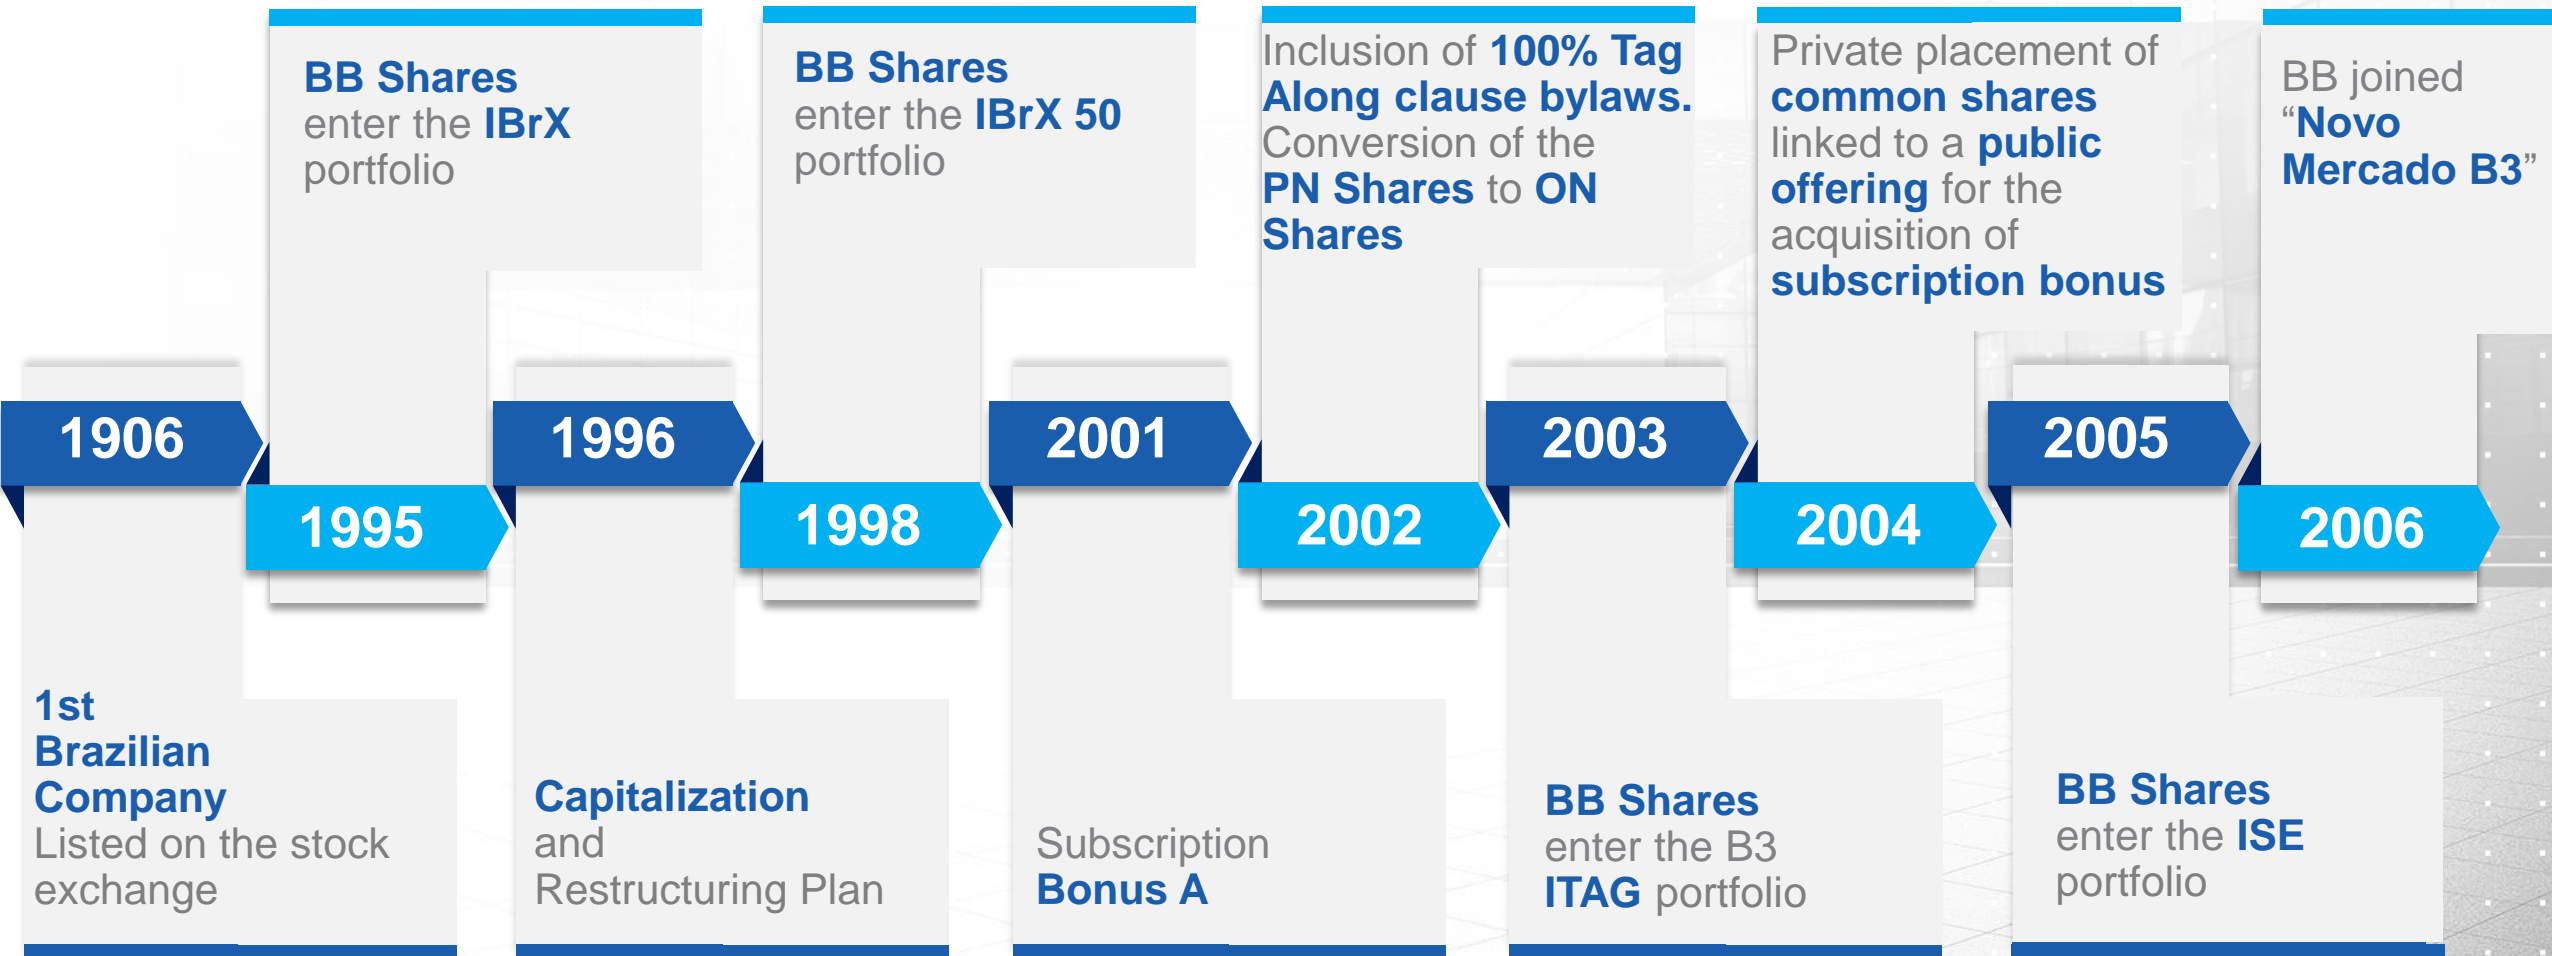 1906
1st
Brazilian
Company
Listed on the stock
exchange
1995
BB Shares
enter the IBrX
portfolio
1996
Capitalization
and
Restructuring Plan
1998
BB Shares
enter the IBrX 50
portfolio
2001
Subscription
Bonus A
2002
Inclusion of 100% Tag
Along clause bylaws.
Conversion of the
PN Shares to ON
Shares
2003
BB Shares
enter the B3
ITAG portfolio
2004
Private placement of
common shares
linked to a public
offering for the
acquisition of
subscription bonus
2005
BB Shares
enter the ISE
portfolio
2006
BB joined
“Novo
Mercado B3”